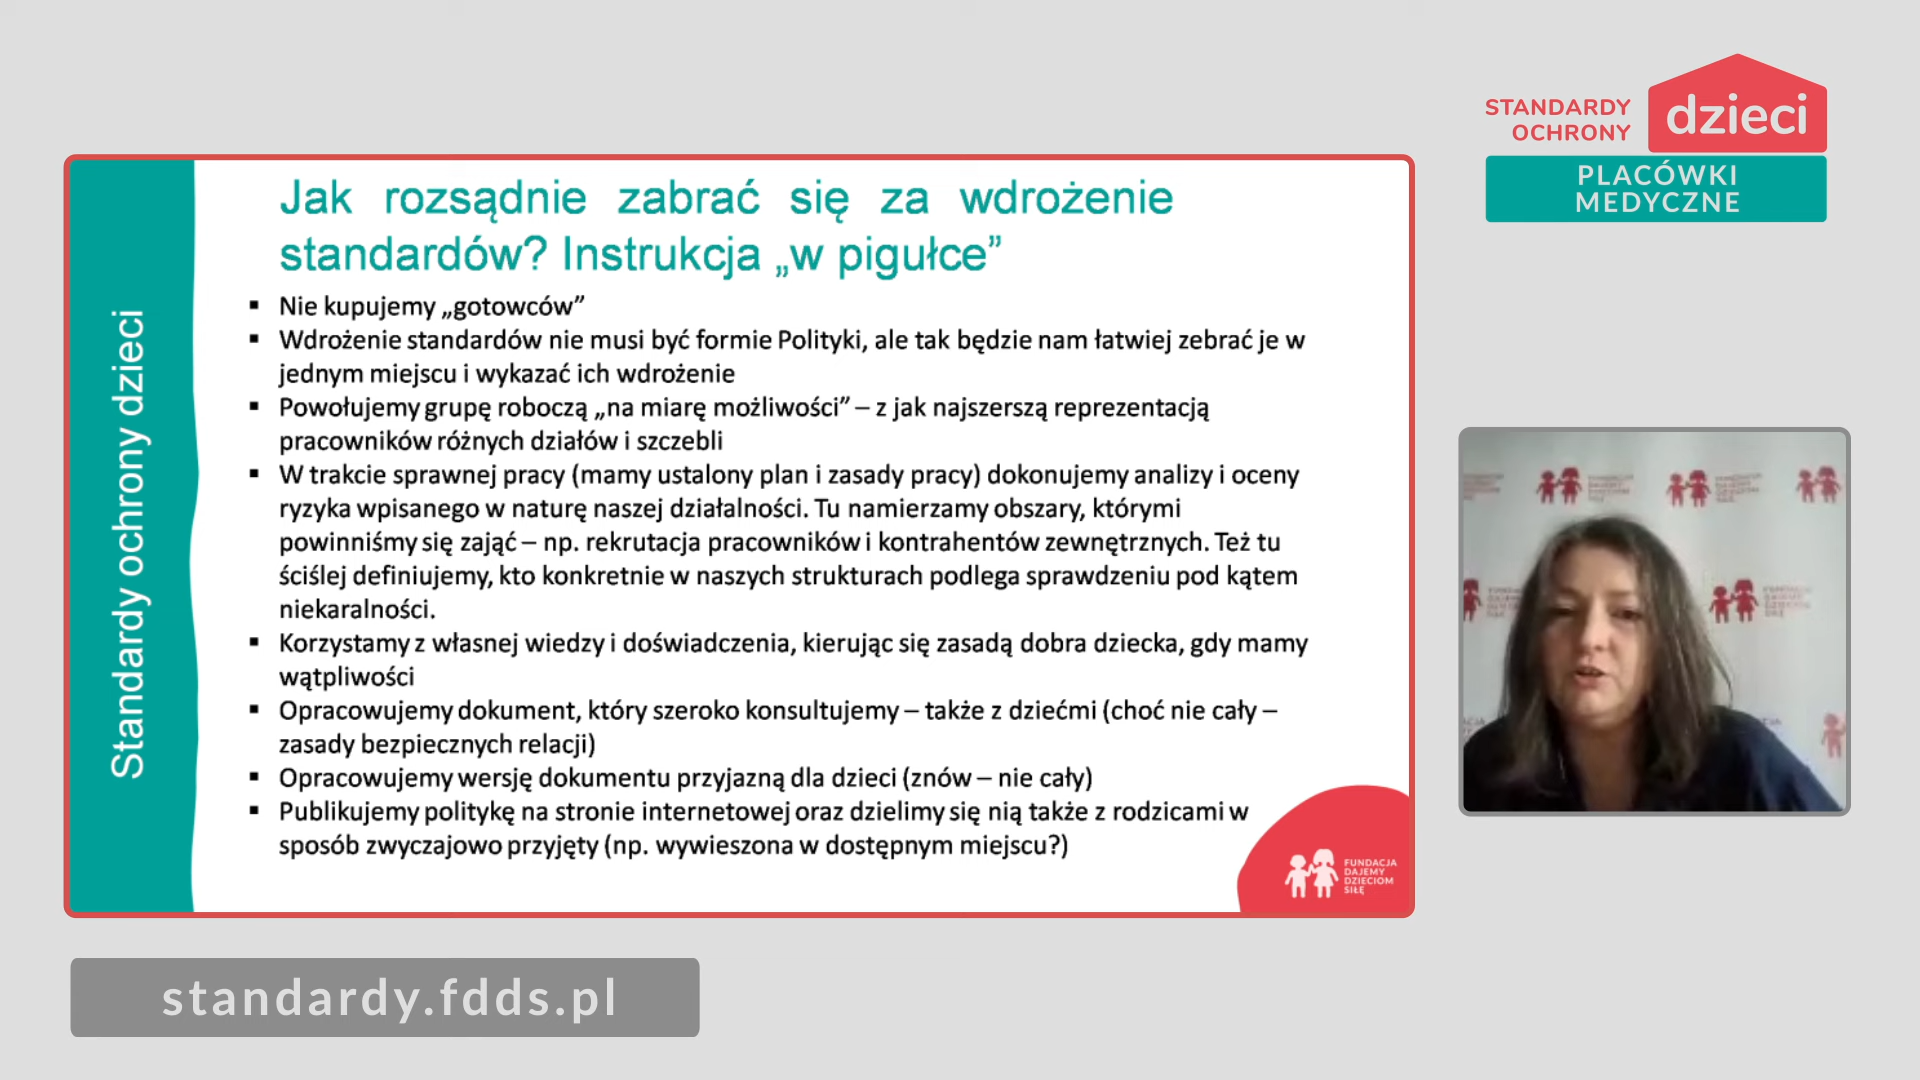 STANDARDY
OCHRONY
dzieci
PLACÓWKI
MEDYCZNE
Standardy ochrony dzieci
Jak rozsądnie zabrać się za wdrożenie
standardów? Instrukcja „w pigułce”
▪ Nie kupujemy „gotowców”
▪ Wdrożenie standardów nie musi być formie Polityki, ale tak będzie nam łatwiej zebrać je w
jednym miejscu i wykazać ich wdrożenie
▪ Powołujemy grupę roboczą „na miarę możliwości” – z jak najszerszą reprezentacją
pracowników różnych działów i szczebli
▪ W trakcie sprawnej pracy (mamy ustalony plan i zasady pracy) dokonujemy analizy i oceny
ryzyka wpisanego w naturę naszej działalności. Tu namierzamy obszary, którymi
powinniśmy się zająć – np. rekrutacja pracowników i kontrahentów zewnętrznych. Też tu
ściślej definiujemy, kto konkretnie w naszych strukturach podlega sprawdzeniu pod kątem
niekaralności.
▪ Korzystamy z własnej wiedzy i doświadczenia, kierując się zasadą dobra dziecka, gdy mamy
wątpliwości
▪ Opracowujemy dokument, który szeroko konsultujemy – także z dziećmi (choć nie cały –
zasady bezpiecznych relacji)
▪ Opracowujemy wersję dokumentu przyjazną dla dzieci (znów – nie cały)
▪ Publikujemy politykę na stronie internetowej oraz dzielimy się nią także z rodzicami w
sposób zwyczajowo przyjęty (np. wywieszona w dostępnym miejscu?)
FUNDACJA
DAJEMY
DZIECIOM
SIŁĘ
standardy.fdds.pl